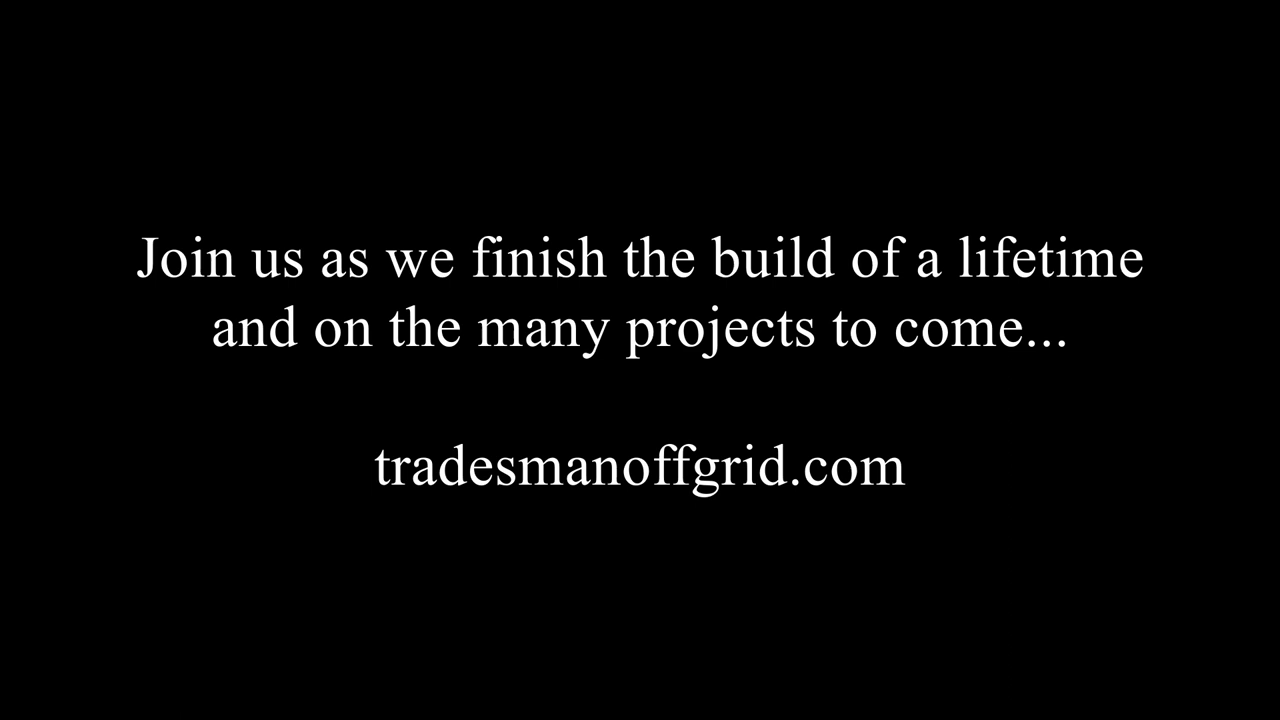 Join us as we finish the build of a lifetime
and on the many projects to come...
tradesmanoffgrid.com